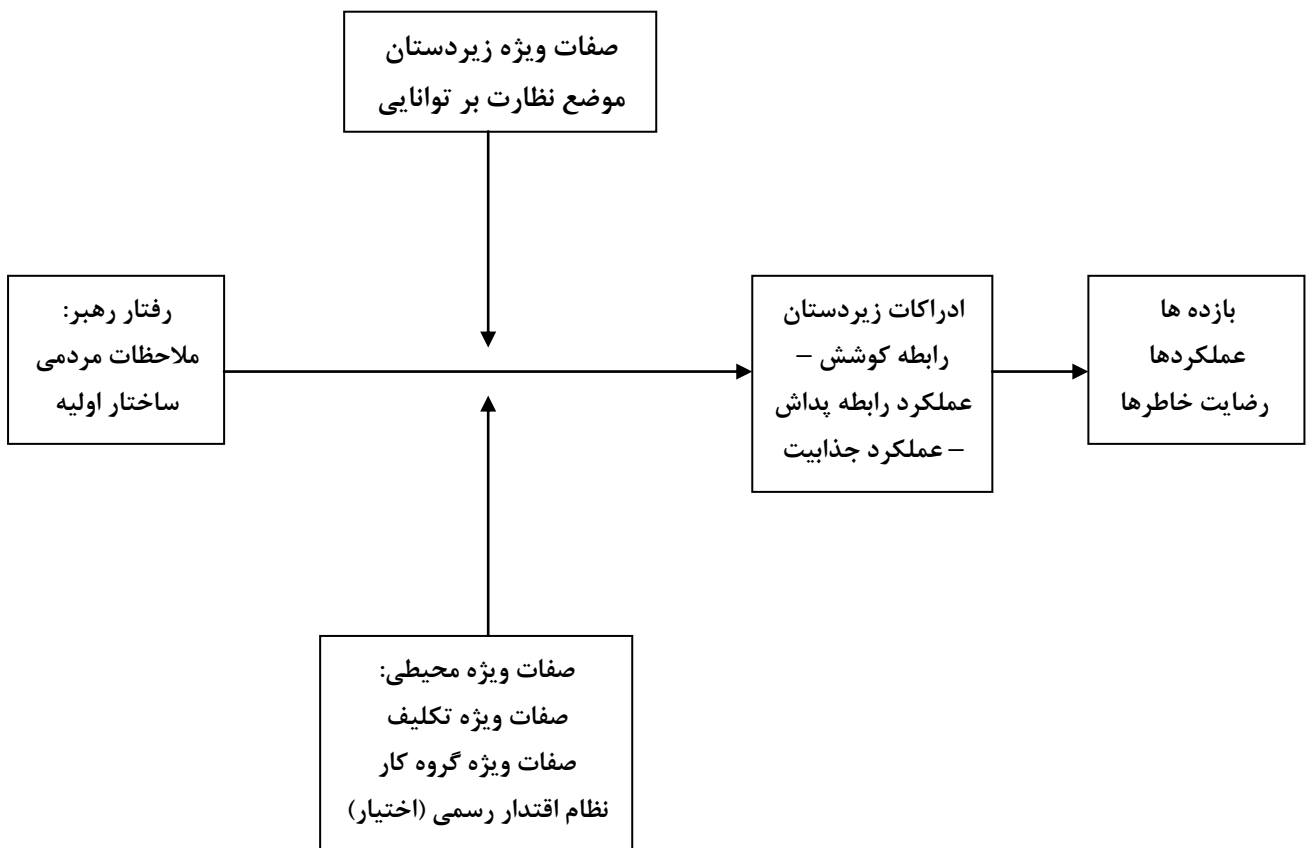 صفات ویژه زیردستان
موضع نظارت بر توانایی
رفتار رهبر:
ملاحظات مردمی
ساختار اولیه
ادراکات زیردستان
رابطه کوشش –
عملکرد رابطه پداش
– عملکرد جذابیت
بازده ها
عملکردها
رضایت خاطرها
صفات ویژه محیطی:
صفات ویژه تکلیف
صفات ویژه گروه کار
نظام اقتدار رسمی (اختیار)